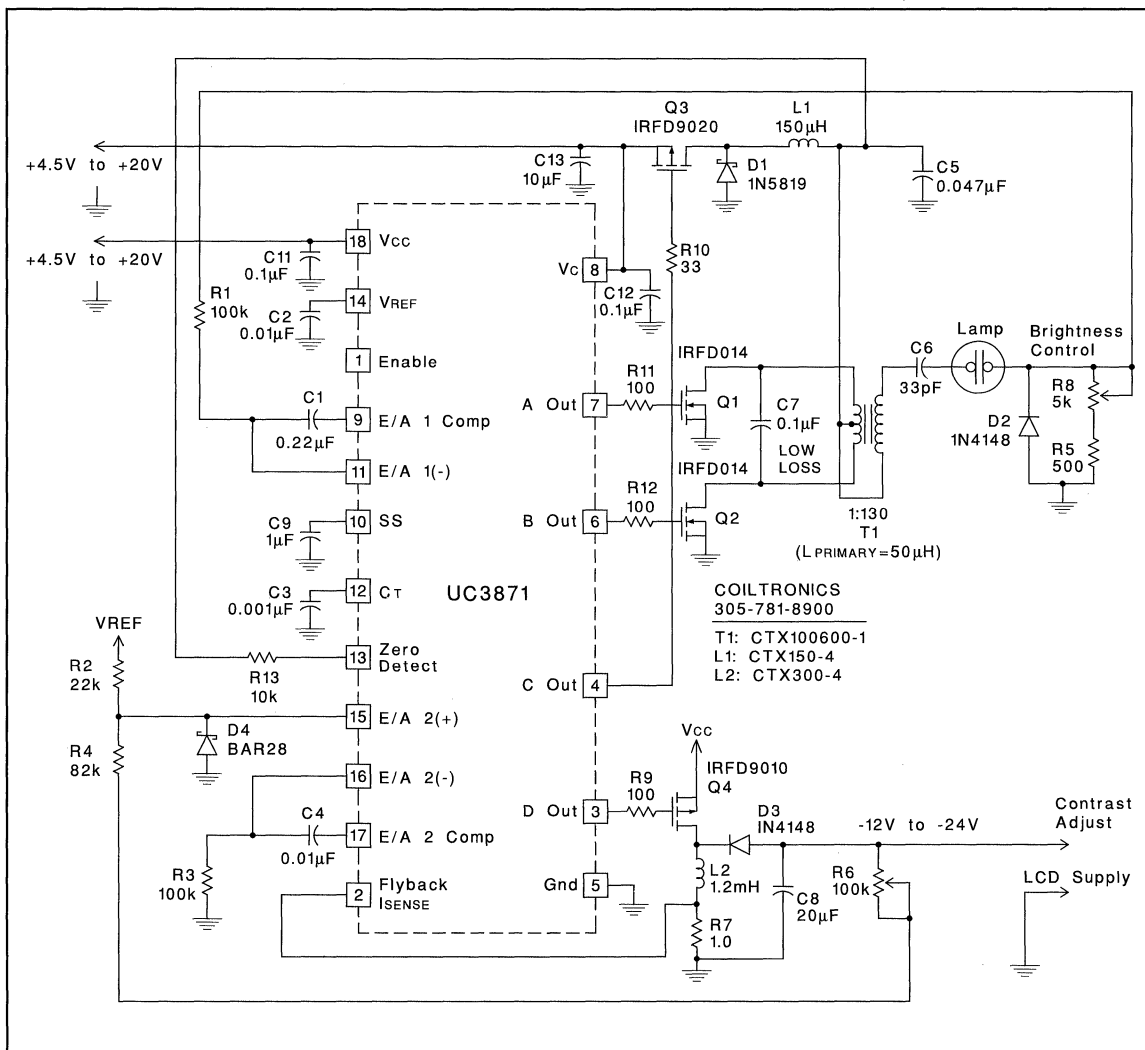 Q3
IRFD9020
L1
150µH
+4.5V to +20V
C13
10µF
D1
1N5819
C5
0.047µF
+4.5V to +20V
C11
0.1µF
18
VCC
VC
8
C12
0.1µF
R10
33
R1
100k
C2
0.01µF
14
VREF
1
Enable
C1
0.22µF
9
E/A 1 Comp
11
E/A 1(-)
A Out
7
R11
100
IRFD014
Q1
C7
0.1µF
LOW
LOSS
C6
33pF
Lamp
Brightness
Control
R8
5k
D2
1N4148
R5
500
C9
1µF
10
SS
B Out
6
R12
100
IRFD014
Q2
1:130
T1
(LPRIMARY=50µH)
C3
0.001µF
12
CT
UC3871
COILTRONICS
305-781-8900
T1: CTX100600-1
L1: CTX150-4
L2: CTX300-4
VREF
R2
22k
R13
10k
13
Zero
Detect
C Out
4
R4
82k
D4
BAR28
15
E/A 2(+)
16
E/A 2(-)
C4
0.01µF
17
E/A 2 Comp
R3
100k
2
Flyback
ISENSE
D Out
3
R9
100
VCC
IRFD9010
Q4
D3
IN4148
-12V to -24V
Contrast
Adjust
Gnd
5
L2
1.2mH
C8
20µF
R6
100k
R7
1.0
LCD Supply